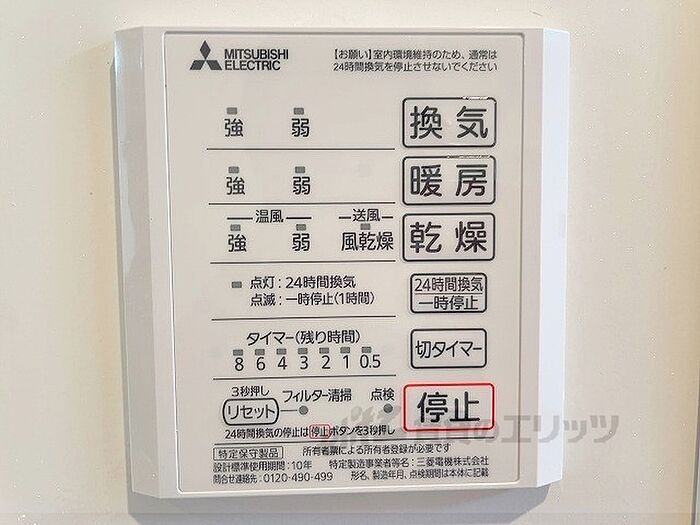 MITSUBISHI
ELECTRIC
【お願い】室内環境維持のため、通常は
24時間換気を停止させないでください
強 弱 換気
強 弱 暖房
温風 送風
強 弱 風乾燥 乾燥
点灯:24時間換気
点滅:一時停止(1時間)
24時間換気
一時停止
タイマー(残り時間)
8 6 4 3 2 1 0.5
切タイマー
3秒押し
リセット フィルター清掃 点検
停止
24時間換気の停止は停止ボタンを3秒押し
特定保守製品 所有者票による所有者登録が必要です
設計標準使用期間:10年 特定製造事業者等名:三菱電機株式会社
問合せ連絡先:0120-490-499 形名、製造年月、点検期間は本体に記載
のエリッツ